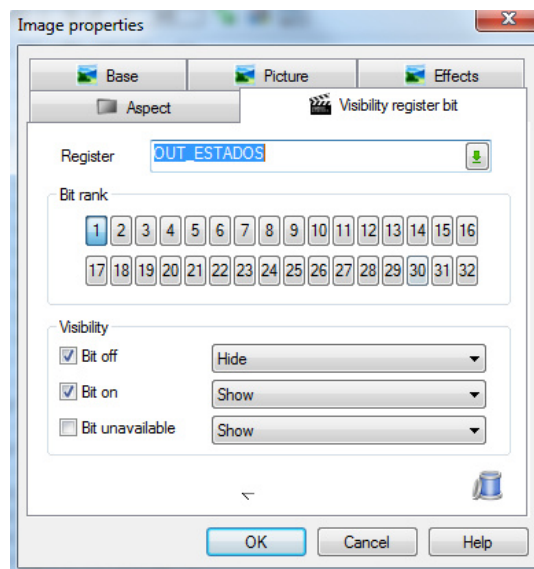 Image properties
Base Picture Effects
Aspect Visibility register bit
Register OUT_ESTADOS
Bit rank
1 2 3 4 5 6 7 8 9 10 11 12 13 14 15 16
17 18 19 20 21 22 23 24 25 26 27 28 29 30 31 32
Visibility
Bit off Hide
Bit on Show
Bit unavailable Show
OK Cancel Help